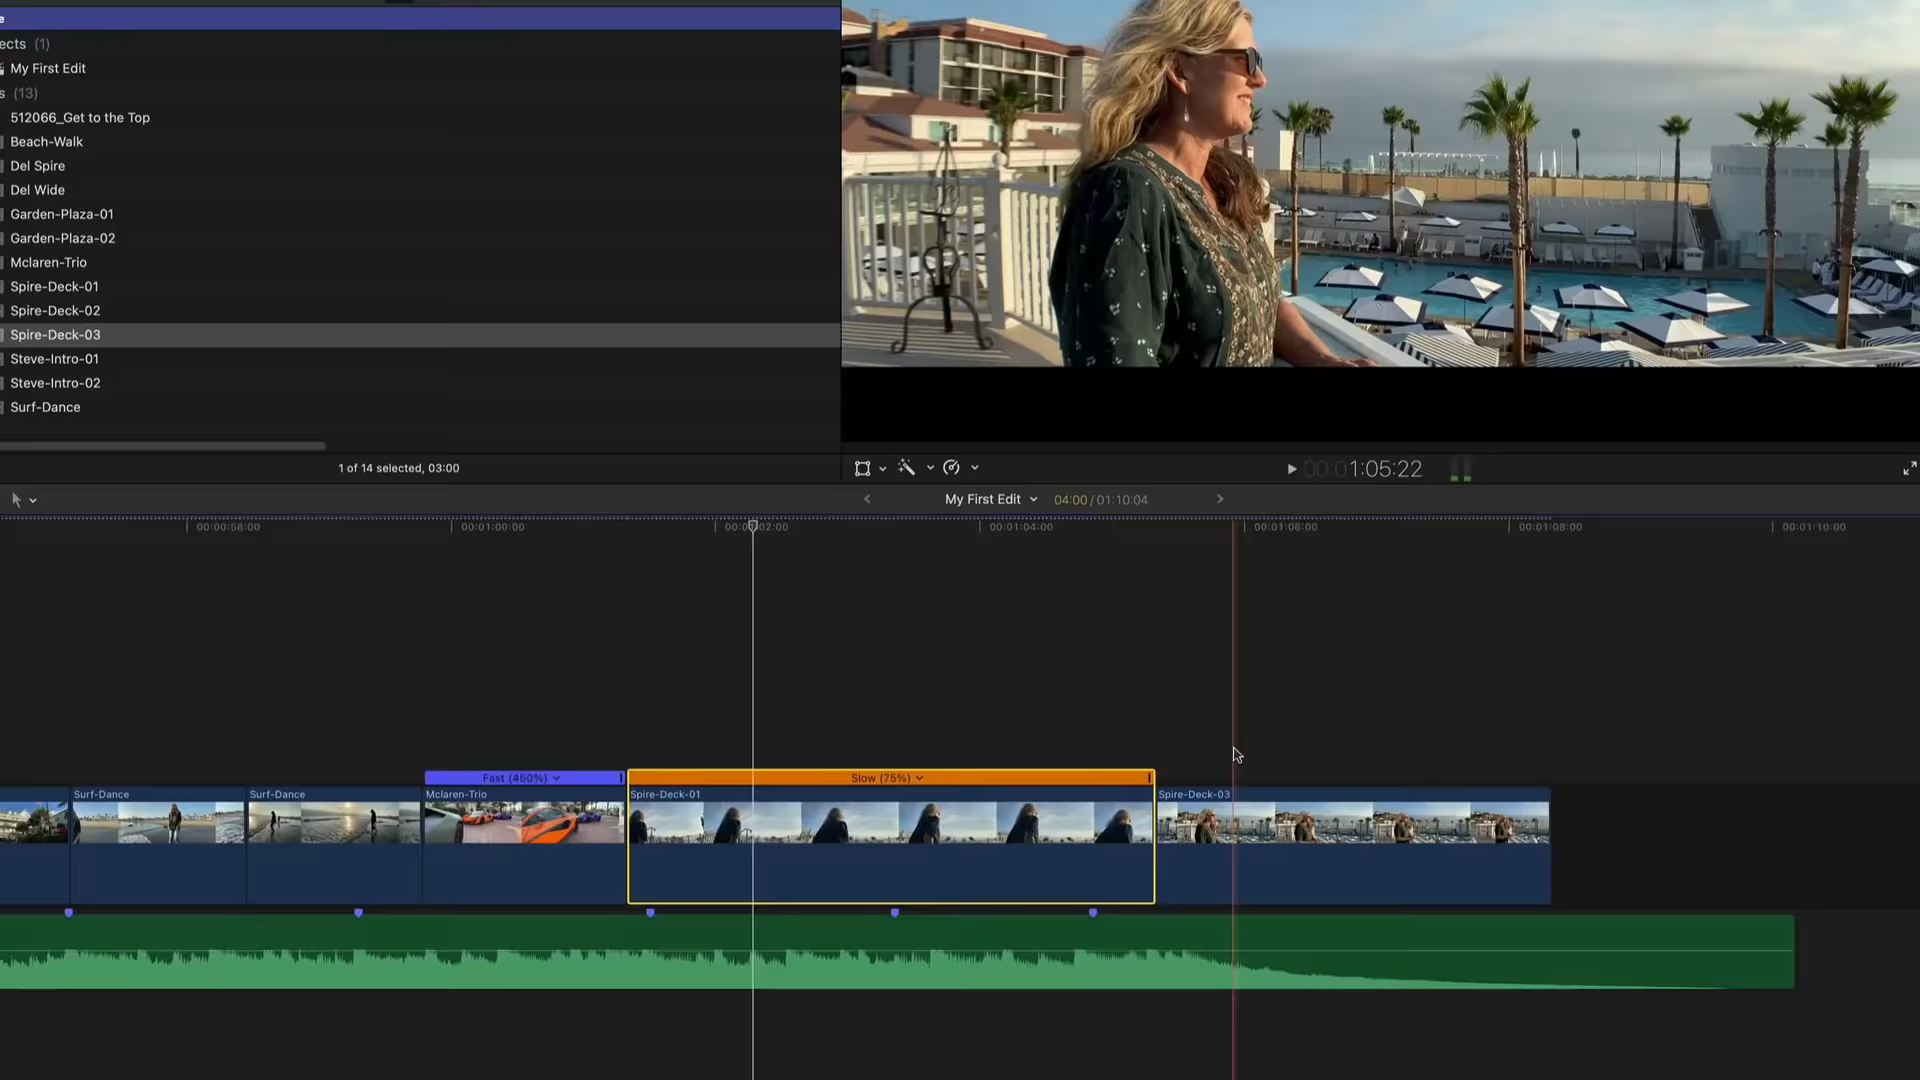 e
ects (1)
My First Edit
s (13)
512066_Get to the Top
Beach-Walk
Del Spire
Del Wide
Garden-Plaza-01
Garden-Plaza-02
Mclaren-Trio
Spire-Deck-01
Spire-Deck-02
Spire-Deck-03
Steve-Intro-01
Steve-Intro-02
Surf-Dance
1 of 14 selected, 03:00
00:00:01:05:22
My First Edit 04:00 / 01:10:04
00:00:58:00 00:01:00:00 00:01:02:00 00:01:04:00 00:01:06:00 00:01:08:00 00:01:10:00
Fast (450%) Slow (75%)
Surf-Dance Surf-Dance Mclaren-Trio Spire-Deck-01 Spire-Deck-03